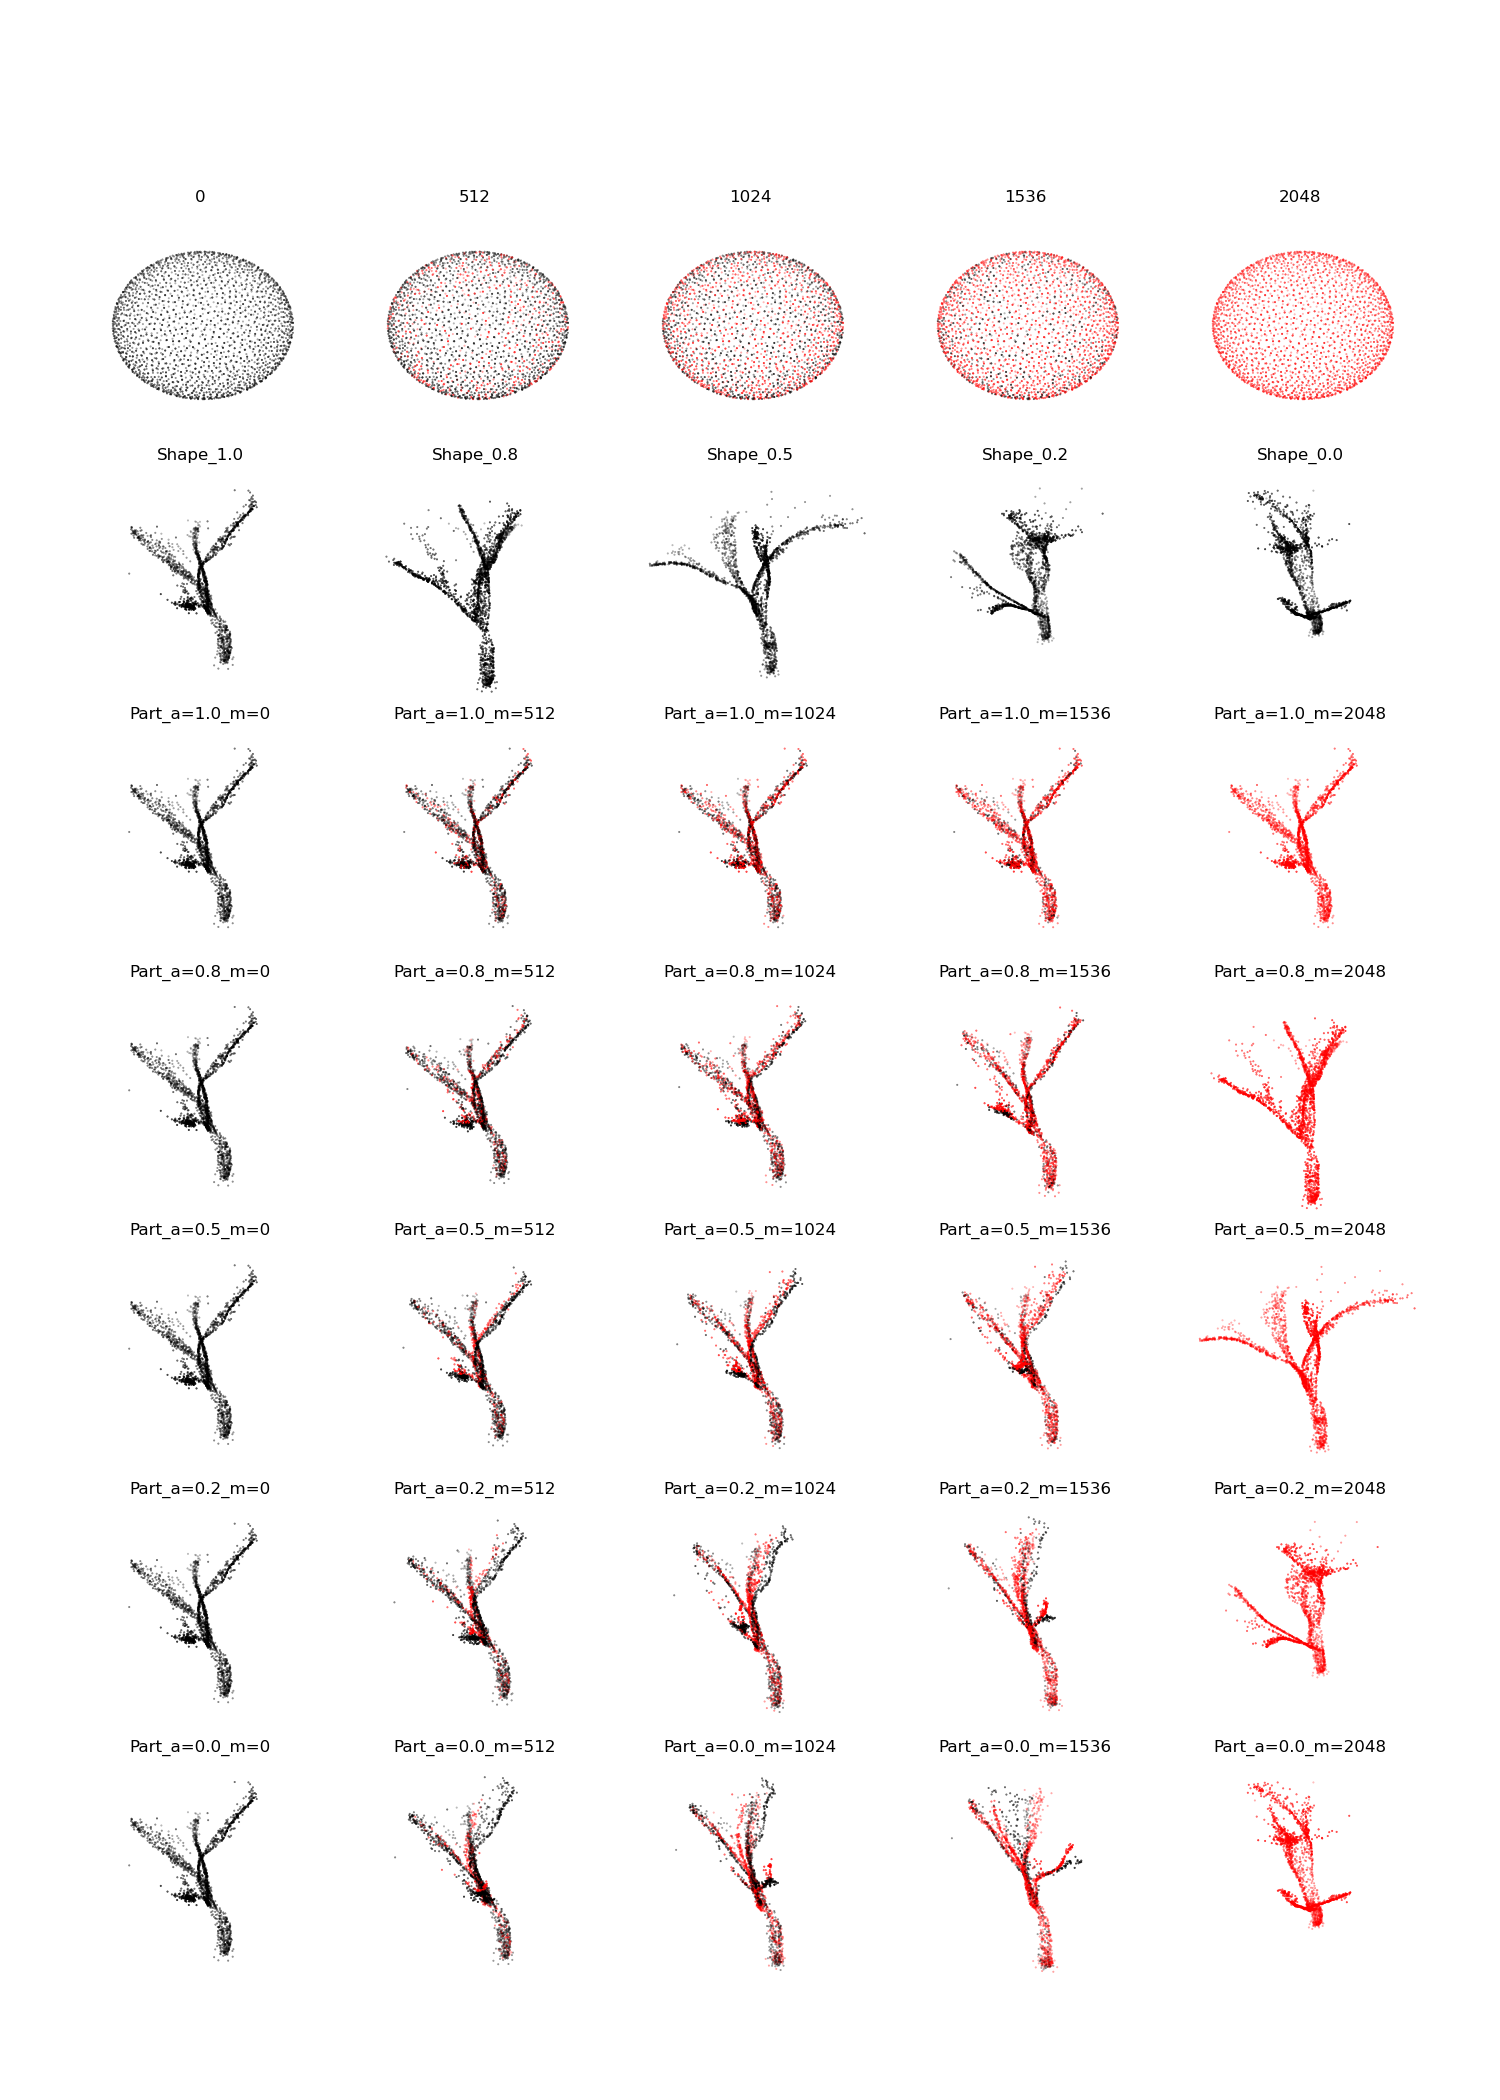 0 512 1024 1536 2048
Shape_1.0 Shape_0.8 Shape_0.5 Shape_0.2 Shape_0.0
Part_a=1.0_m=0 Part_a=1.0_m=512 Part_a=1.0_m=1024 Part_a=1.0_m=1536 Part_a=1.0_m=2048
Part_a=0.8_m=0 Part_a=0.8_m=512 Part_a=0.8_m=1024 Part_a=0.8_m=1536 Part_a=0.8_m=2048
Part_a=0.5_m=0 Part_a=0.5_m=512 Part_a=0.5_m=1024 Part_a=0.5_m=1536 Part_a=0.5_m=2048
Part_a=0.2_m=0 Part_a=0.2_m=512 Part_a=0.2_m=1024 Part_a=0.2_m=1536 Part_a=0.2_m=2048
Part_a=0.0_m=0 Part_a=0.0_m=512 Part_a=0.0_m=1024 Part_a=0.0_m=1536 Part_a=0.0_m=2048